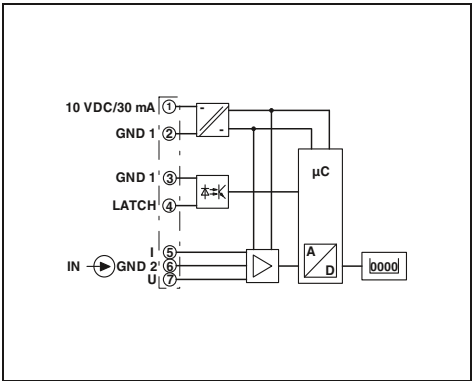 10 VDC/30 mA 1
GND 1 2
GND 1 3
LATCH 4
I 5
IN GND 2 6
U 7
µC
A
D
0000